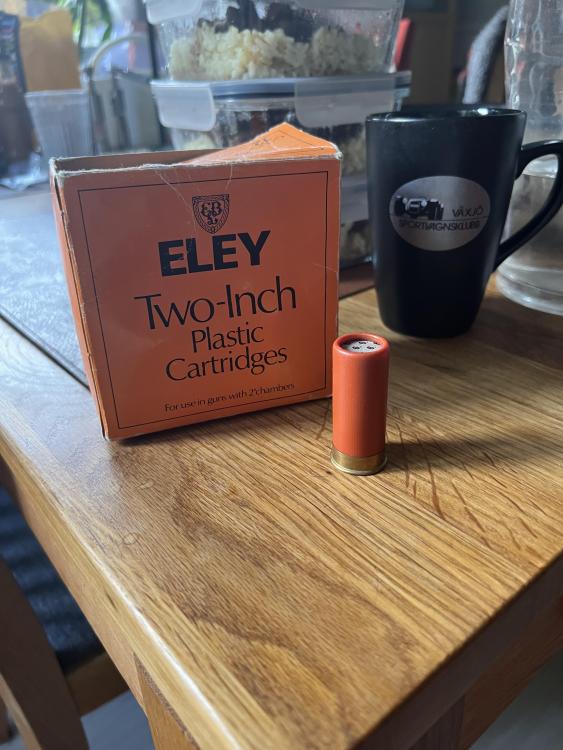 ELEY
Two-Inch
Plastic
Cartridges
For use in guns with 2" chambers
VÄXJÖ
SPORTVAGNSKLUBB